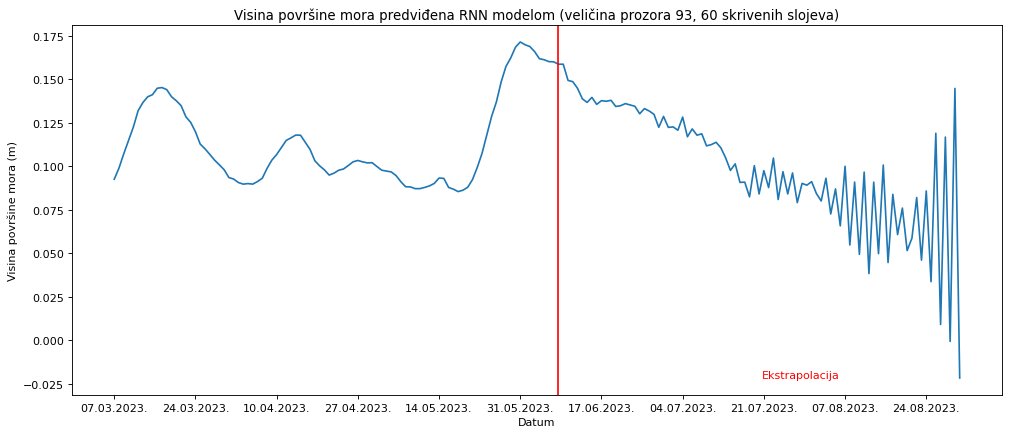 Visina površine mora predviđena RNN modelom (veličina prozora 93, 60 skrivenih slojeva)
Visina površine mora (m)
0.175
0.150
0.125
0.100
0.075
0.050
0.025
0.000
−0.025
Ekstrapolacija
07.03.2023. 24.03.2023. 10.04.2023. 27.04.2023. 14.05.2023. 31.05.2023. 17.06.2023. 04.07.2023. 21.07.2023. 07.08.2023. 24.08.2023.
Datum